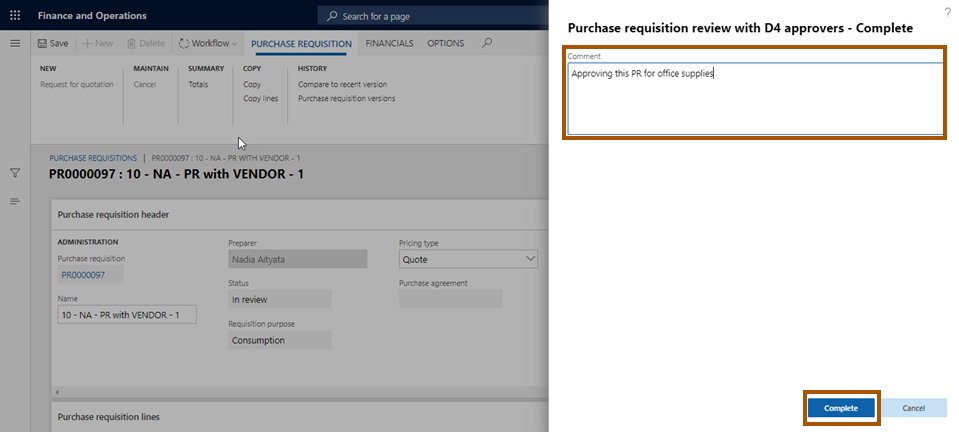 Finance and Operations
Search for a page
Save
New
Delete
Workflow
PURCHASE REQUISITION
FINANCIALS
OPTIONS
NEW
Request for quotation
MAINTAIN
Cancel
SUMMARY
Totals
COPY
Copy
Copy lines
HISTORY
Compare to recent version
Purchase requisition versions
PURCHASE REQUISITIONS | PR0000097 : 10 - NA - PR WITH VENDOR - 1
PR0000097 : 10 - NA - PR with VENDOR - 1
Purchase requisition header
ADMINISTRATION
Purchase requisition
PR0000097
Name
10 - NA - PR with VENDOR - 1
Preparer
Nadia Aityata
Status
In review
Requisition purpose
Consumption
Pricing type
Quote
Purchase agreement
Purchase requisition lines
?
Purchase requisition review with D4 approvers - Complete
Comment
Approving this PR for office supplies
Complete
Cancel